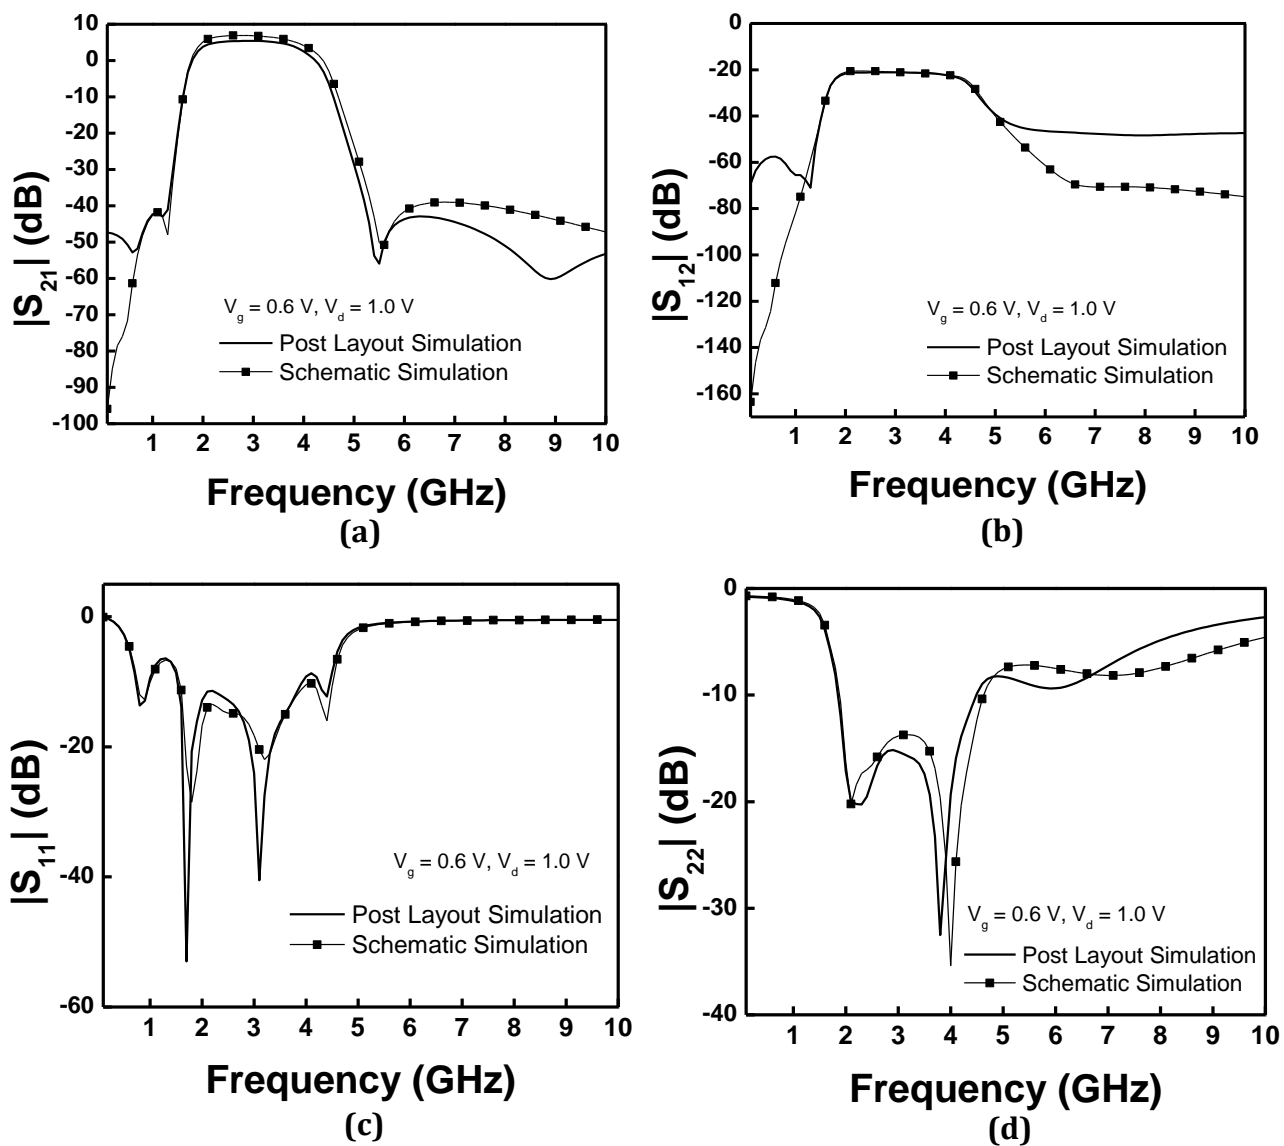 10
0
-10
-20
-30
-40
-50
-60
-70
-80
-90
-100
|S21| (dB)
Vg = 0.6 V, Vd = 1.0 V
Post Layout Simulation
Schematic Simulation
1 2 3 4 5 6 7 8 9 10
Frequency (GHz)
(a)
0
-20
-40
-60
-80
-100
-120
-140
-160
|S12| (dB)
Vg = 0.6 V, Vd = 1.0 V
Post Layout Simulation
Schematic Simulation
1 2 3 4 5 6 7 8 9 10
Frequency (GHz)
(b)
0
-20
-40
-60
|S11| (dB)
Vg = 0.6 V, Vd = 1.0 V
Post Layout Simulation
Schematic Simulation
1 2 3 4 5 6 7 8 9 10
Frequency (GHz)
(c)
0
-10
-20
-30
-40
|S22| (dB)
Vg = 0.6 V, Vd = 1.0 V
Post Layout Simulation
Schematic Simulation
1 2 3 4 5 6 7 8 9 10
Frequency (GHz)
(d)